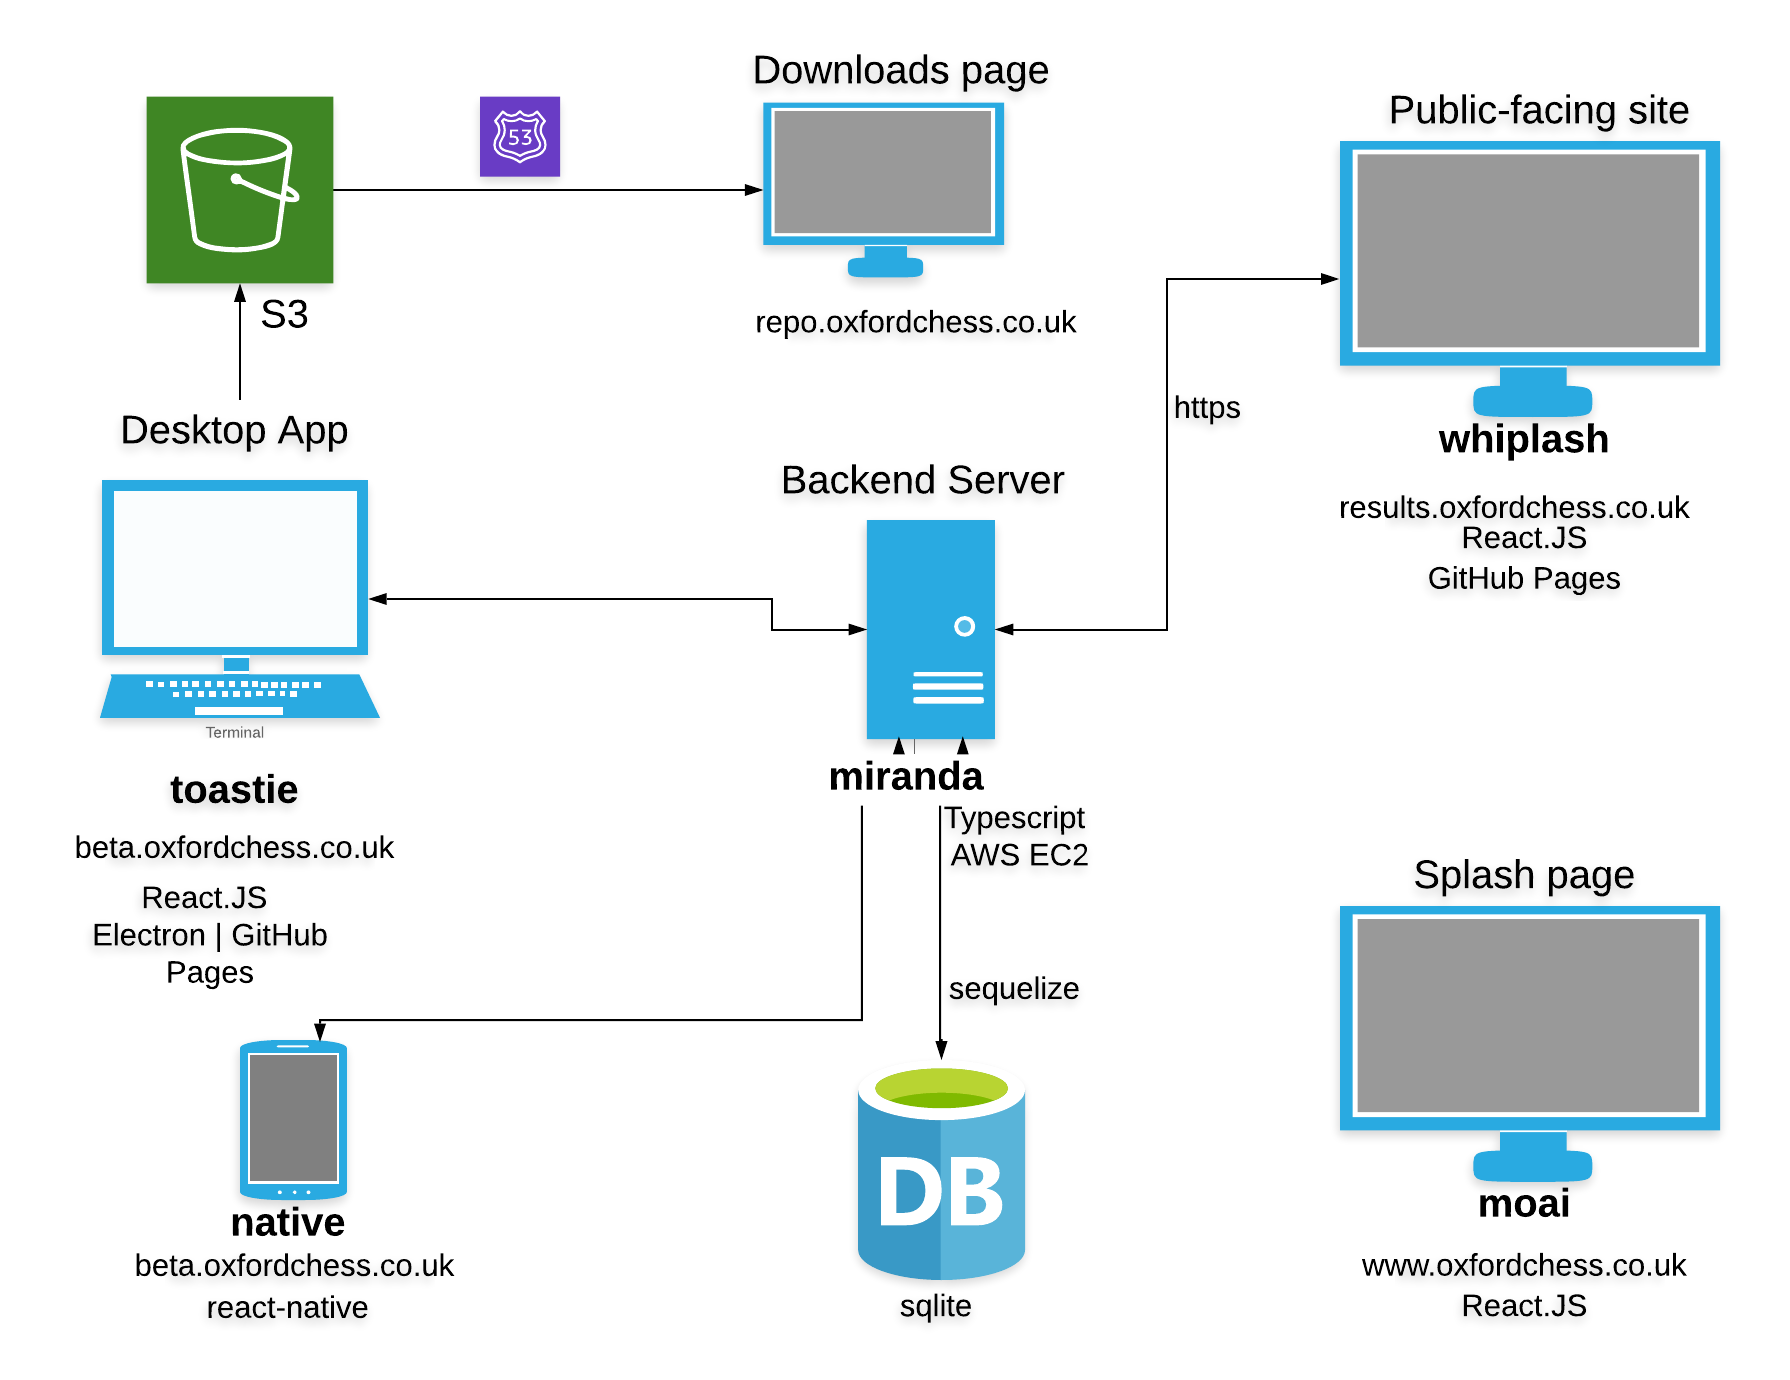 Downloads page
53
repo.oxfordchess.co.uk
Public-facing site
whiplash
results.oxfordchess.co.uk
React.JS
GitHub Pages
S3
https
Desktop App
Terminal
toastie
beta.oxfordchess.co.uk
React.JS
Electron | GitHub
Pages
Backend Server
miranda
Typescript
AWS EC2
sequelize
DB
sqlite
native
beta.oxfordchess.co.uk
react-native
Splash page
moai
www.oxfordchess.co.uk
React.JS